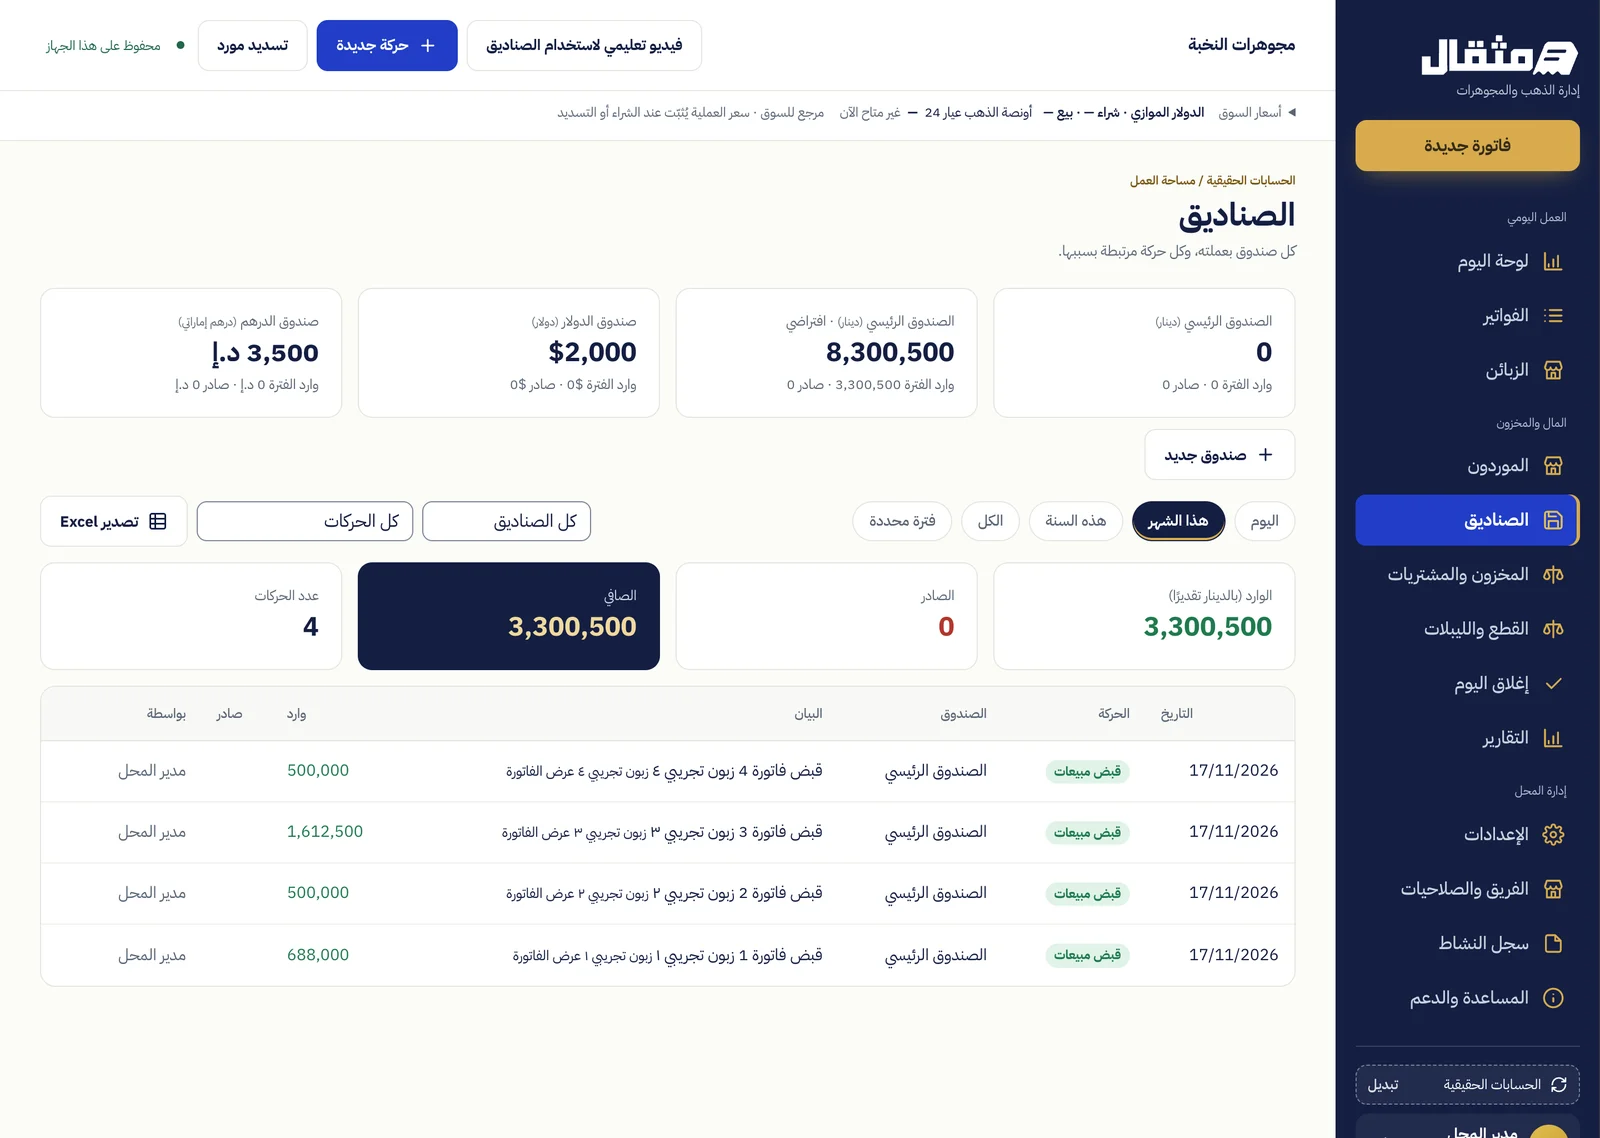 مثقال
إدارة الذهب والمجوهرات
فاتورة جديدة
العمل اليومي
لوحة اليوم
الفواتير
الزبائن
المال والمخزون
الموردون
الصناديق
المخزون والمشتريات
القطع والليبلات
إغلاق اليوم
التقارير
إدارة المحل
الإعدادات
الفريق والصلاحيات
سجل النشاط
المساعدة والدعم
الحسابات الحقيقية تبديل
مدير المحل
مجوهرات النخبة
فيديو تعليمي لاستخدام الصناديق
+ حركة جديدة
تسديد مورد
محفوظ على هذا الجهاز
أسعار السوق الدولار الموازي · شراء — · بيع — أونصة الذهب عيار 24 — غير متاح الآن مرجع للسوق · سعر العملية يُثبّت عند الشراء أو التسديد
الحسابات الحقيقية / مساحة العمل
الصناديق
كل صندوق بعملته، وكل حركة مرتبطة بسببها.
الصندوق الرئيسي (دينار)
0
وارد الفترة 0 · صادر 0
الصندوق الرئيسي (دينار) · افتراضي
8,300,500
وارد الفترة 3,300,500 · صادر 0
صندوق الدولار (دولار)
$2,000
وارد الفترة $0 · صادر $0
صندوق الدرهم (درهم إماراتي)
3,500 د.إ
وارد الفترة 0 د.إ · صادر 0 د.إ
+ صندوق جديد
اليوم
هذا الشهر
هذه السنة
الكل
فترة محددة
كل الصناديق
كل الحركات
تصدير Excel
الوارد (بالدينار تقديرًا)
3,300,500
الصادر
0
الصافي
3,300,500
عدد الحركات
4
التاريخ الحركة الصندوق البيان وارد صادر بواسطة
17/11/2026 قبض مبيعات الصندوق الرئيسي قبض فاتورة 4 زبون تجريبي ٤ زبون تجريبي ٤ عرض الفاتورة 500,000 مدير المحل
17/11/2026 قبض مبيعات الصندوق الرئيسي قبض فاتورة 3 زبون تجريبي ٣ زبون تجريبي ٣ عرض الفاتورة 1,612,500 مدير المحل
17/11/2026 قبض مبيعات الصندوق الرئيسي قبض فاتورة 2 زبون تجريبي ٢ زبون تجريبي ٢ عرض الفاتورة 500,000 مدير المحل
17/11/2026 قبض مبيعات الصندوق الرئيسي قبض فاتورة 1 زبون تجريبي ١ زبون تجريبي ١ عرض الفاتورة 688,000 مدير المحل